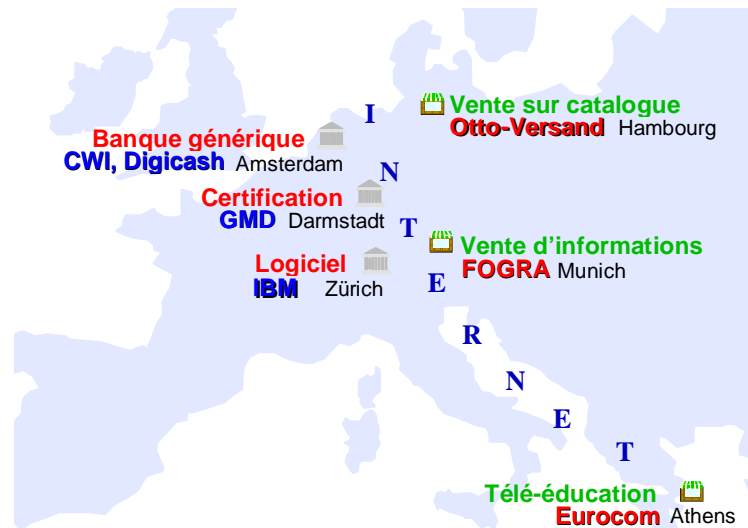 I
N
T
E
R
N
E
T
Vente sur catalogue
Otto-Versand Hambourg
Banque générique
CWI, Digicash Amsterdam
Certification
GMD Darmstadt
Vente d'informations
FOGRA Munich
Logiciel
IBM Zürich
Télé-éducation
Eurocom Athens